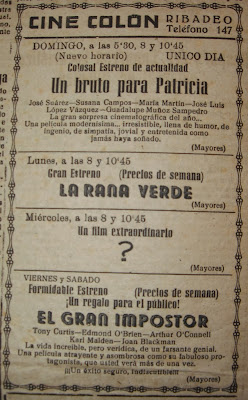 CINE COLÓN RIBADEO
Teléfono 147
DOMINGO, a las 5'30, 8 y 10'45
(Nuevo horario) UNICO DIA
Colosal Estreno de actualidad
Un bruto para Patricia
José Suárez—Susana Campos—María Martín—José Luis
López Vázquez—Guadalupe Muñoz Sampedro
La gran sorpresa cinematográfica del año...
Una película modernísima... irresistible, llena de humor, de
ingenio, de simpatía, jovial y entretenida como
jamás haya soñado.
(Mayores)
Lunes, a las 8 y 10'45
Gran Estreno (Precios de semana)
LA RANA VERDE
(Mayores)
Miércoles, a las 8 y 10'45
Un film extraordinario
?
(Mayores)
VIERNES y SABADO
Formidable Estreno (Precios de semana)
¡Un regalo para el público!
EL GRAN IMPOSTOR
Tony Curtis—Edmond O'Brien—Arthur O'Connell
Karl Malden—Joan Blackman
La vida increíble, pero verídica, de un farsante genial.
Una película atrayente y asombrosa como su fabuloso pro-
tagonista, que usted verá más de una vez.
¡¡Un éxito seguro, indiscutible!!
(Mayores)